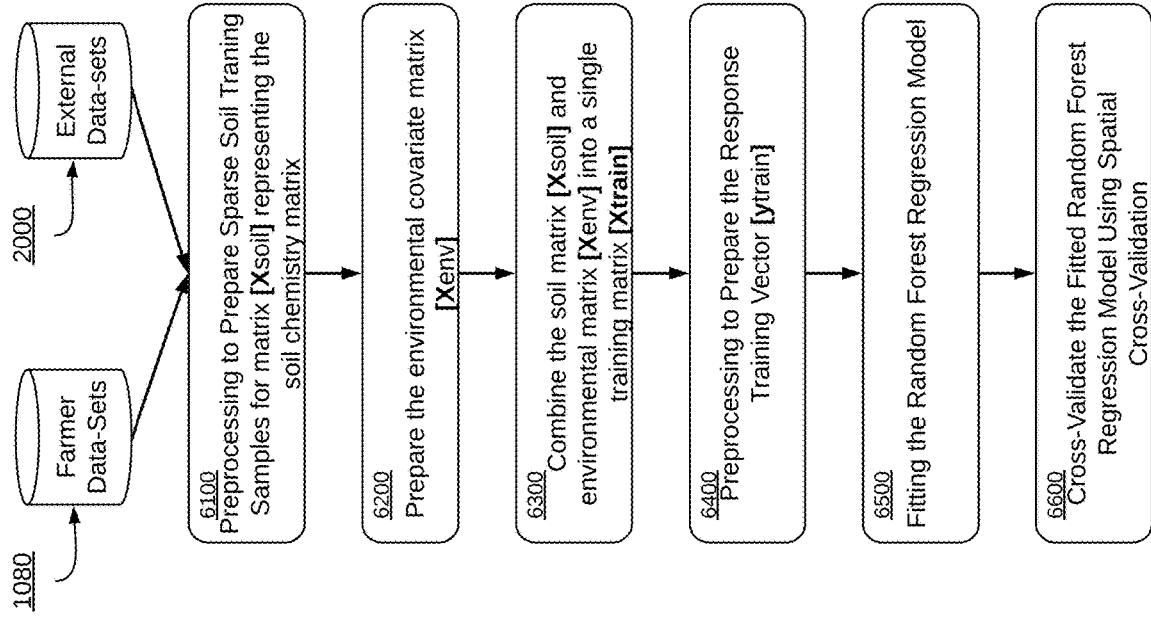 1080
Farmer
Data-Sets
2000
External
Data-sets
6100
Preprocessing to Prepare Sparse Soil Traning
Samples for matrix [Xsoil] representing the
soil chemistry matrix
6200
Prepare the environmental covariate matrix
[Xenv]
6300
Combine the soil matrix [Xsoil] and
environmental matrix [Xenv] into a single
training matrix [Xtrain]
6400
Preprocessing to Prepare the Response
Training Vector [ytrain]
6500
Fitting the Random Forest Regression Model
6600
Cross-Validate the Fitted Random Forest
Regression Model Using Spatial
Cross-Validation